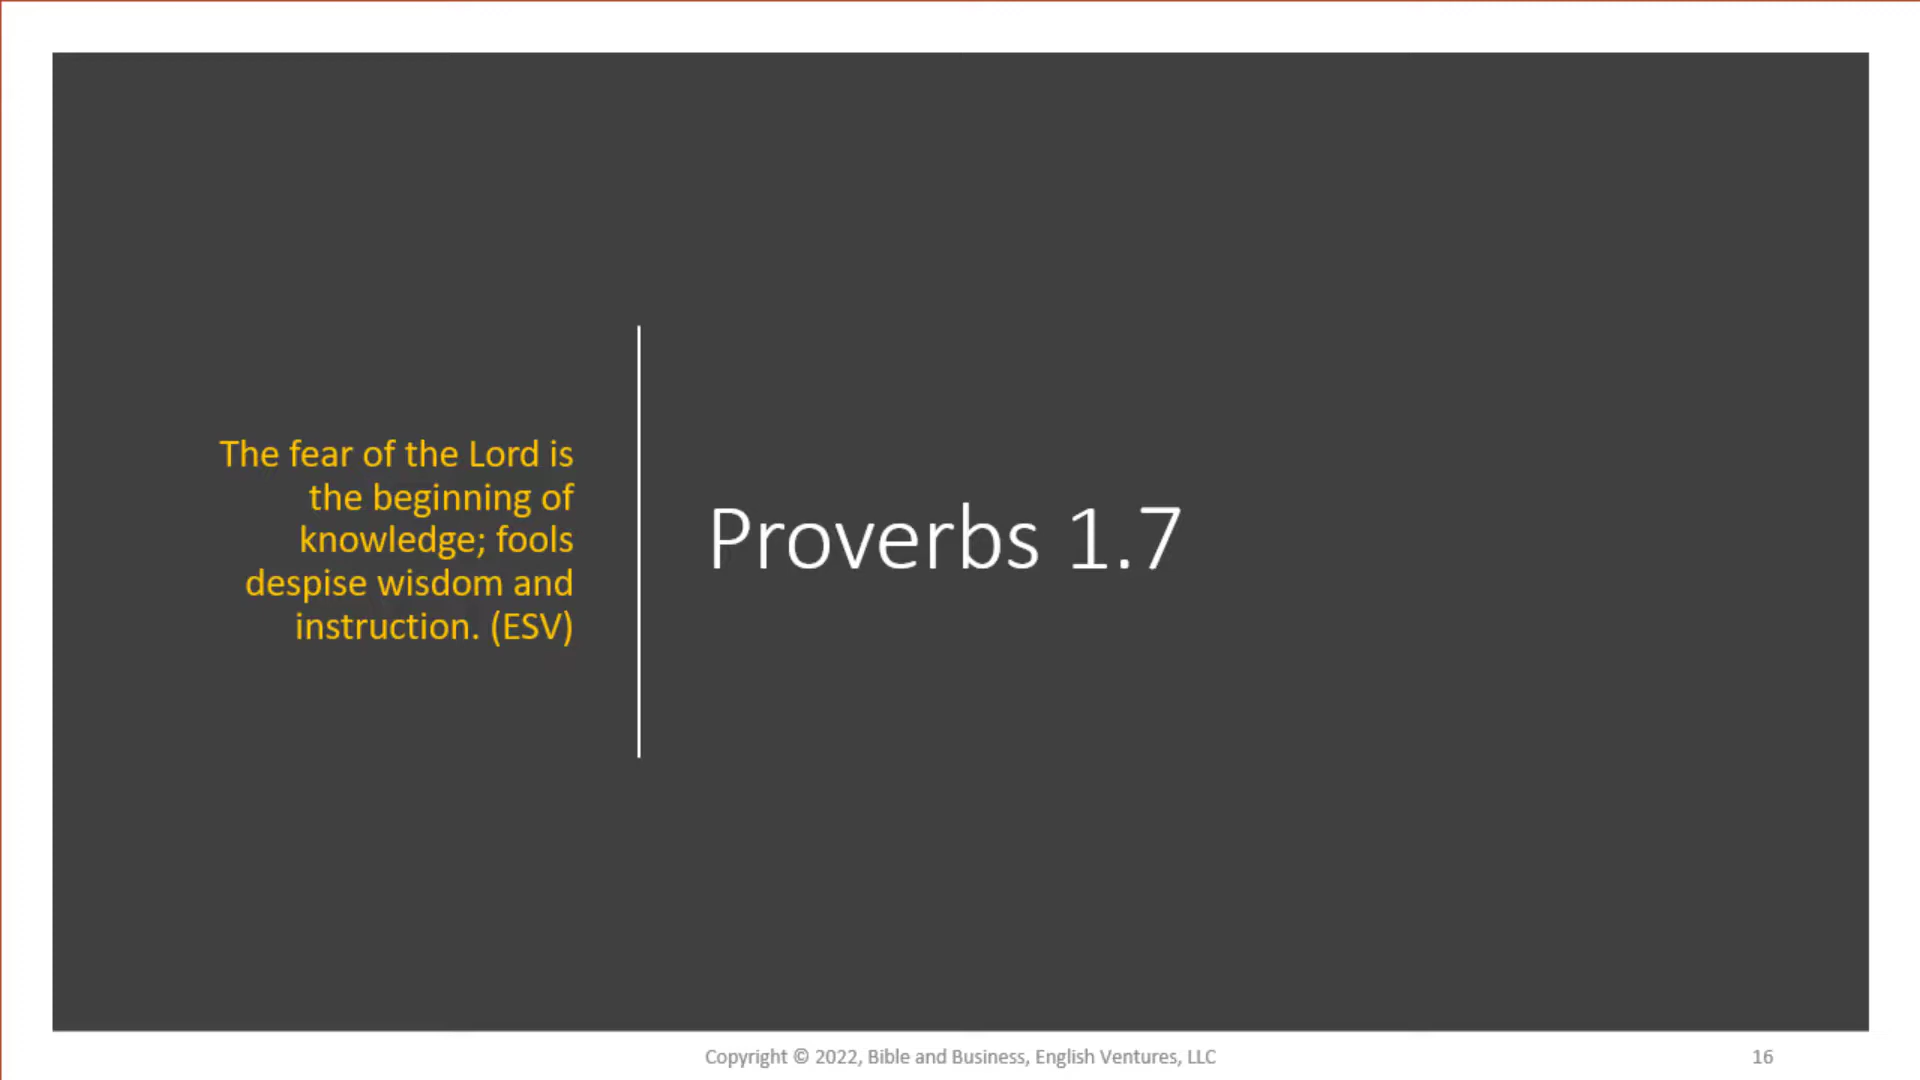 The fear of the Lord is
the beginning of
knowledge; fools
despise wisdom and
instruction. (ESV)
Proverbs 1.7
Copyright © 2022, Bible and Business, English Ventures, LLC
16